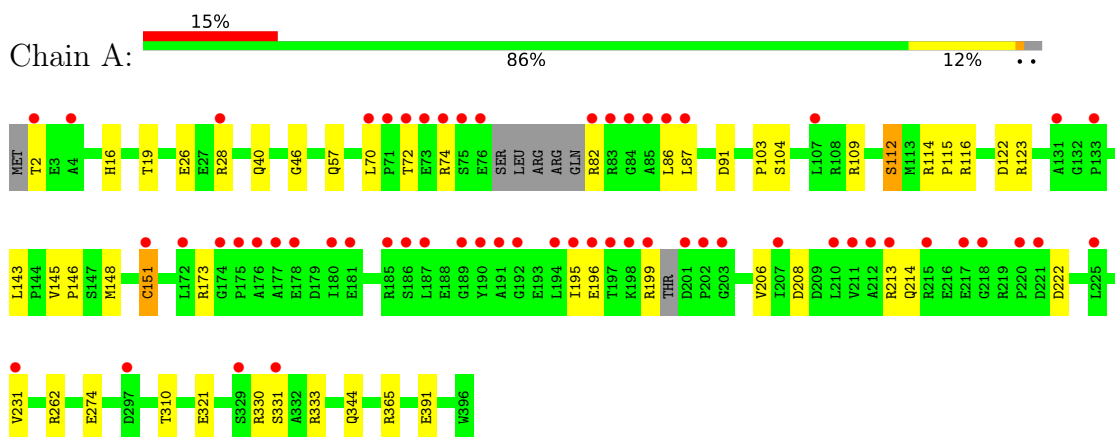 15%
Chain A:
86% 12% • •
MET T2 E3 A4 H16 T19 E26 E27 R28 Q40 G46 Q57 L70 P71 T72 E73 R74 S75 E76 SER LEU ARG ARG GLN R82 R83 G84 A85 L86 L87 D91 P103 S104 L107 R108 R109 S112 M113 R114 P115 R116 D122 R123 A131 G132 P133
L143 P144 V145 P146 S147 M148 C151 L172 R173 G174 P175 A176 A177 E178 D179 I180 E181 R185 S186 L187 E188 G189 Y190 A191 G192 E193 L194 I195 E196 T197 K198 R199 THR D201 P202 G203 V206 I207 D208 D209 L210 V211 A212 R213 Q214 R215 E216 E217 G218 R219 P220 D221 D222 L225
V231 R262 E274 D297 T310 E321 S329 R330 S331 A332 R333 Q344 R365 E391 W396